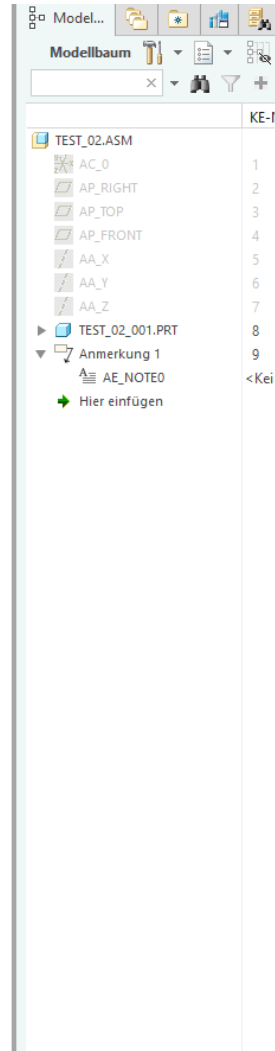 Model...
Modellbaum
KE-
TEST_02.ASM
AC_0 1
AP_RIGHT 2
AP_TOP 3
AP_FRONT 4
AA_X 5
AA_Y 6
AA_Z 7
TEST_02_001.PRT 8
Anmerkung 1 9
AE_NOTE0 <Kei
Hier einfügen